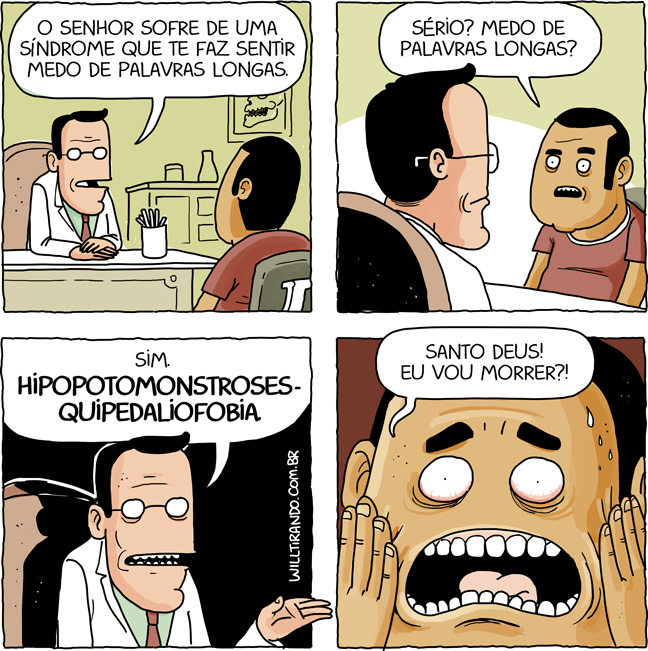 O SENHOR SOFRE DE UMA
SÍNDROME QUE TE FAZ SENTIR
MEDO DE PALAVRAS LONGAS.
SÉRIO? MEDO DE
PALAVRAS LONGAS?
SIM.
HIPOPOTOMONSTROSES-
QUIPEDALIOFOBIA.
WILLTIRANDO.COM.BR
SANTO DEUS!
EU VOU MORRER?!